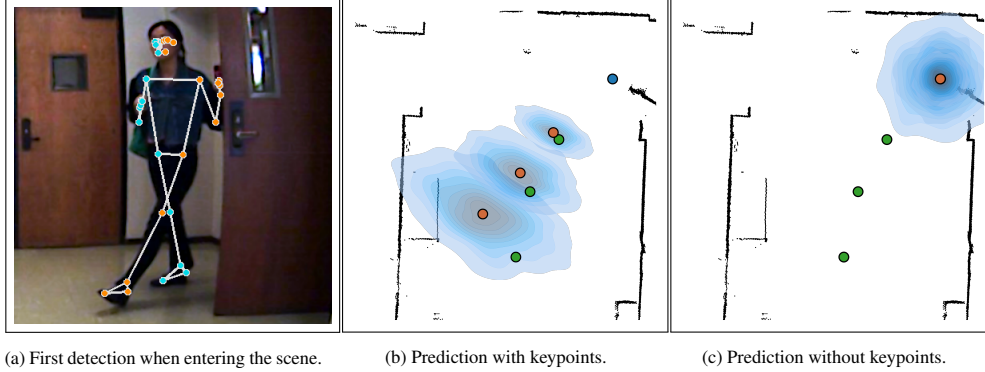 (a) First detection when entering the scene.
(b) Prediction with keypoints.
(c) Prediction without keypoints.